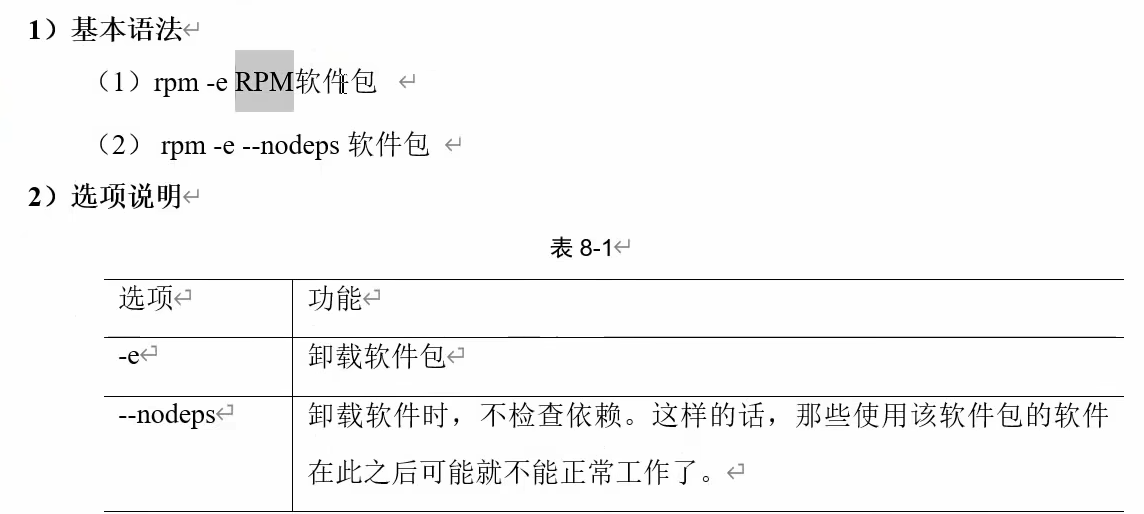 1）基本语法↵
（1）rpm -e RPM软件包 ↵
（2） rpm -e --nodeps 软件包 ↵
2）选项说明↵
表 8-1↵
选项↵ 功能↵
-e↵ 卸载软件包↵
--nodeps↵ 卸载软件时，不检查依赖。这样的话，那些使用该软件包的软件
在此之后可能就不能正常工作了。↵